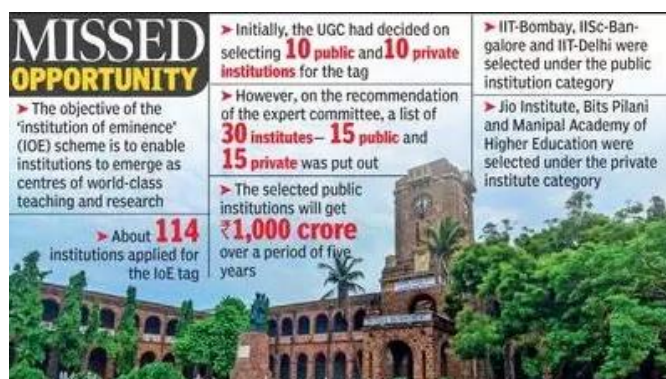 MISSED
OPPORTUNITY
➤ The objective of the
‘institution of eminence’
(IOE) scheme is to enable
institutions to emerge as
centres of world-class
teaching and research
➤ About 114
institutions applied for
the IoE tag
➤ Initially, the UGC had decided on
selecting 10 public and 10 private
institutions for the tag
➤ However, on the recommendation
of the expert committee, a list of
30 institutes– 15 public and
15 private was put out
➤ The selected public
institutions will get
₹1,000 crore
over a period of five
years
➤ IIT-Bombay, IISc-Ban-
galore and IIT-Delhi were
selected under the public
institution category
➤ Jio Institute, Bits Pilani
and Manipal Academy of
Higher Education were
selected under the private
institute category